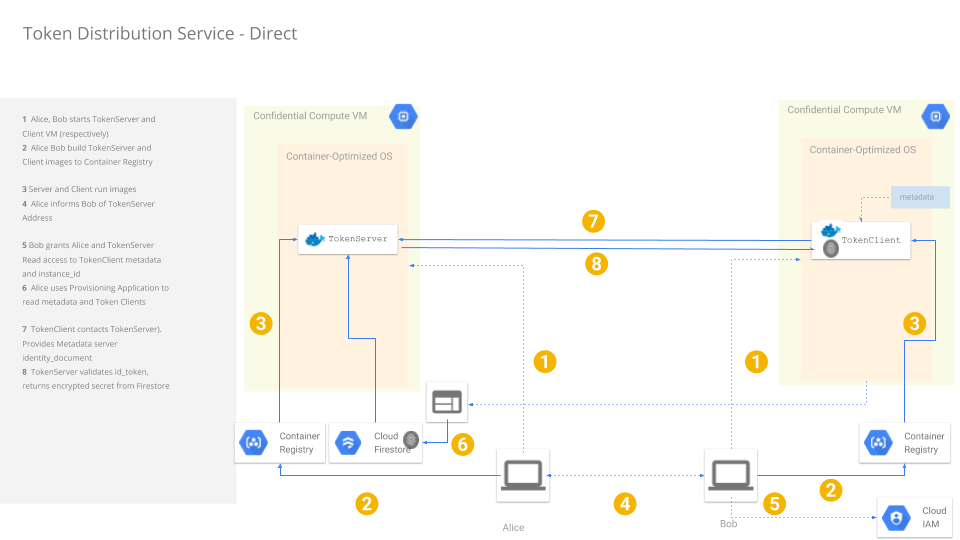 Token Distribution Service - Direct
1 Alice, Bob starts TokenServer and
Client VM (respectively)
2 Alice Bob build TokenServer and
Client images to Container Registry
3 Server and Client run images
4 Alice informs Bob of TokenServer
Address
5 Bob grants Alice and TokenServer
Read access to TokenClient metadata
and instance_id
6 Alice uses Provisioning Application to
read metadata and Token Clients
7 TokenClient contacts TokenServer).
Provides Metadata server
identity_document
8 TokenServer validates id_token,
returns encrypted secret from Firestore
Confidential Compute VM
Container-Optimized OS
TokenServer
Confidential Compute VM
Container-Optimized OS
metadata
TokenClient
7
8
3
3
1
1
Container
Registry
Cloud
Firestore
6
Container
Registry
2
4
5
2
Alice
Bob
Cloud
IAM